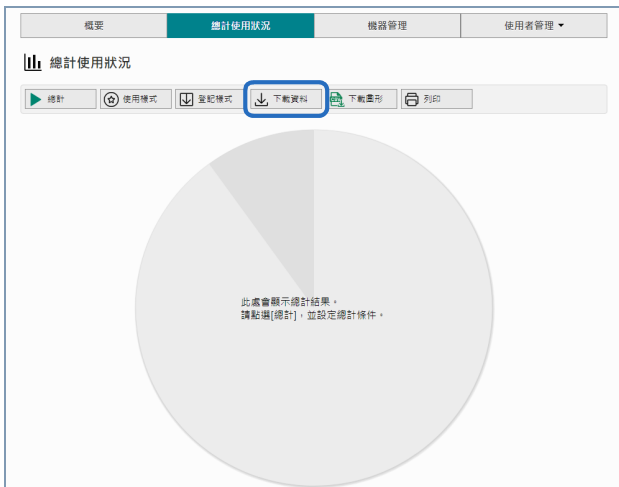 概要
總計使用狀況
機器管理
使用者管理
總計使用狀況
總計
使用樣式
登記樣式
下載資料
下載圖形
列印
此處會顯示總計結果。
請點選[總計],並設定總計條件。